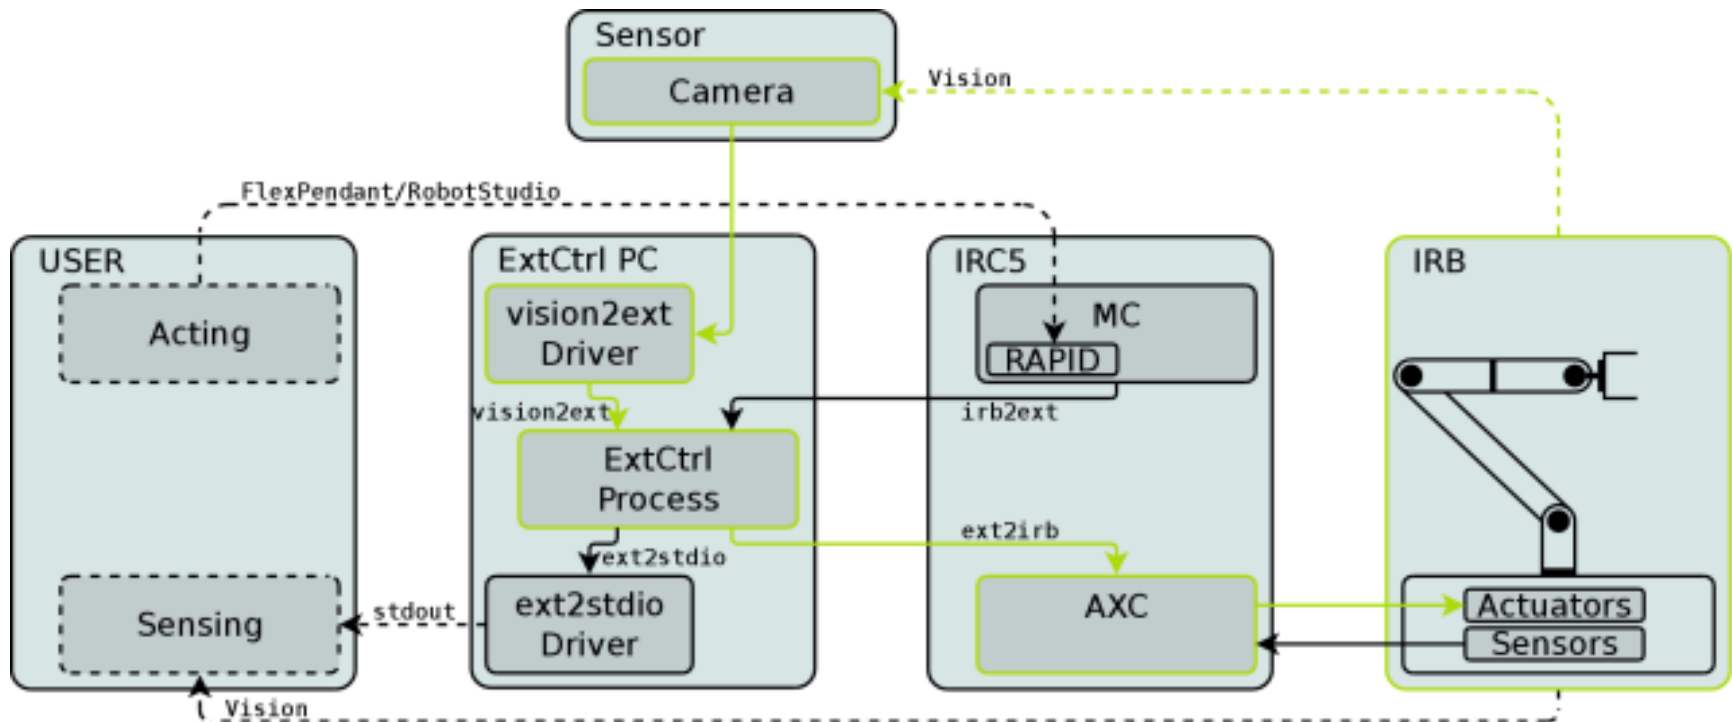 Sensor
Camera
Vision
FlexPendant/RobotStudio
USER
Acting
Sensing
ExtCtrl PC
vision2ext
Driver
vision2ext
ExtCtrl
Process
ext2stdio
ext2stdio
Driver
stdout
IRC5
MC
RAPID
irb2ext
ext2irb
AXC
IRB
Actuators
Sensors
Vision